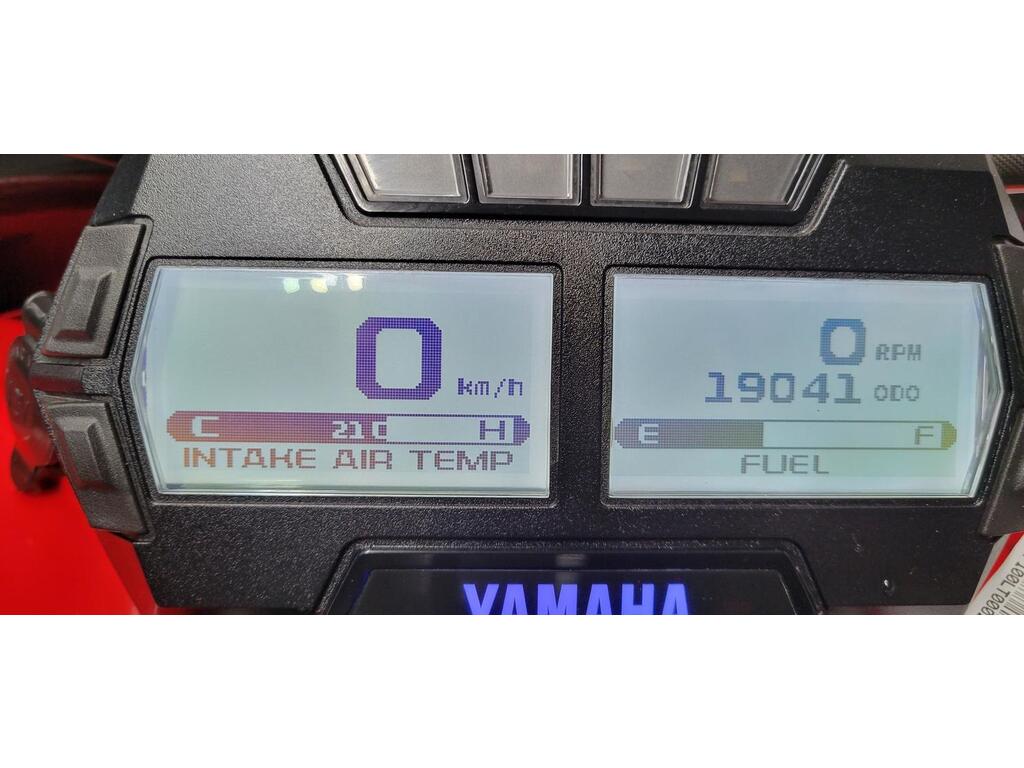 0 km/h
C 21C H
INTAKE AIR TEMP
0 RPM
19041 ODO
E F
FUEL
YAMAHA